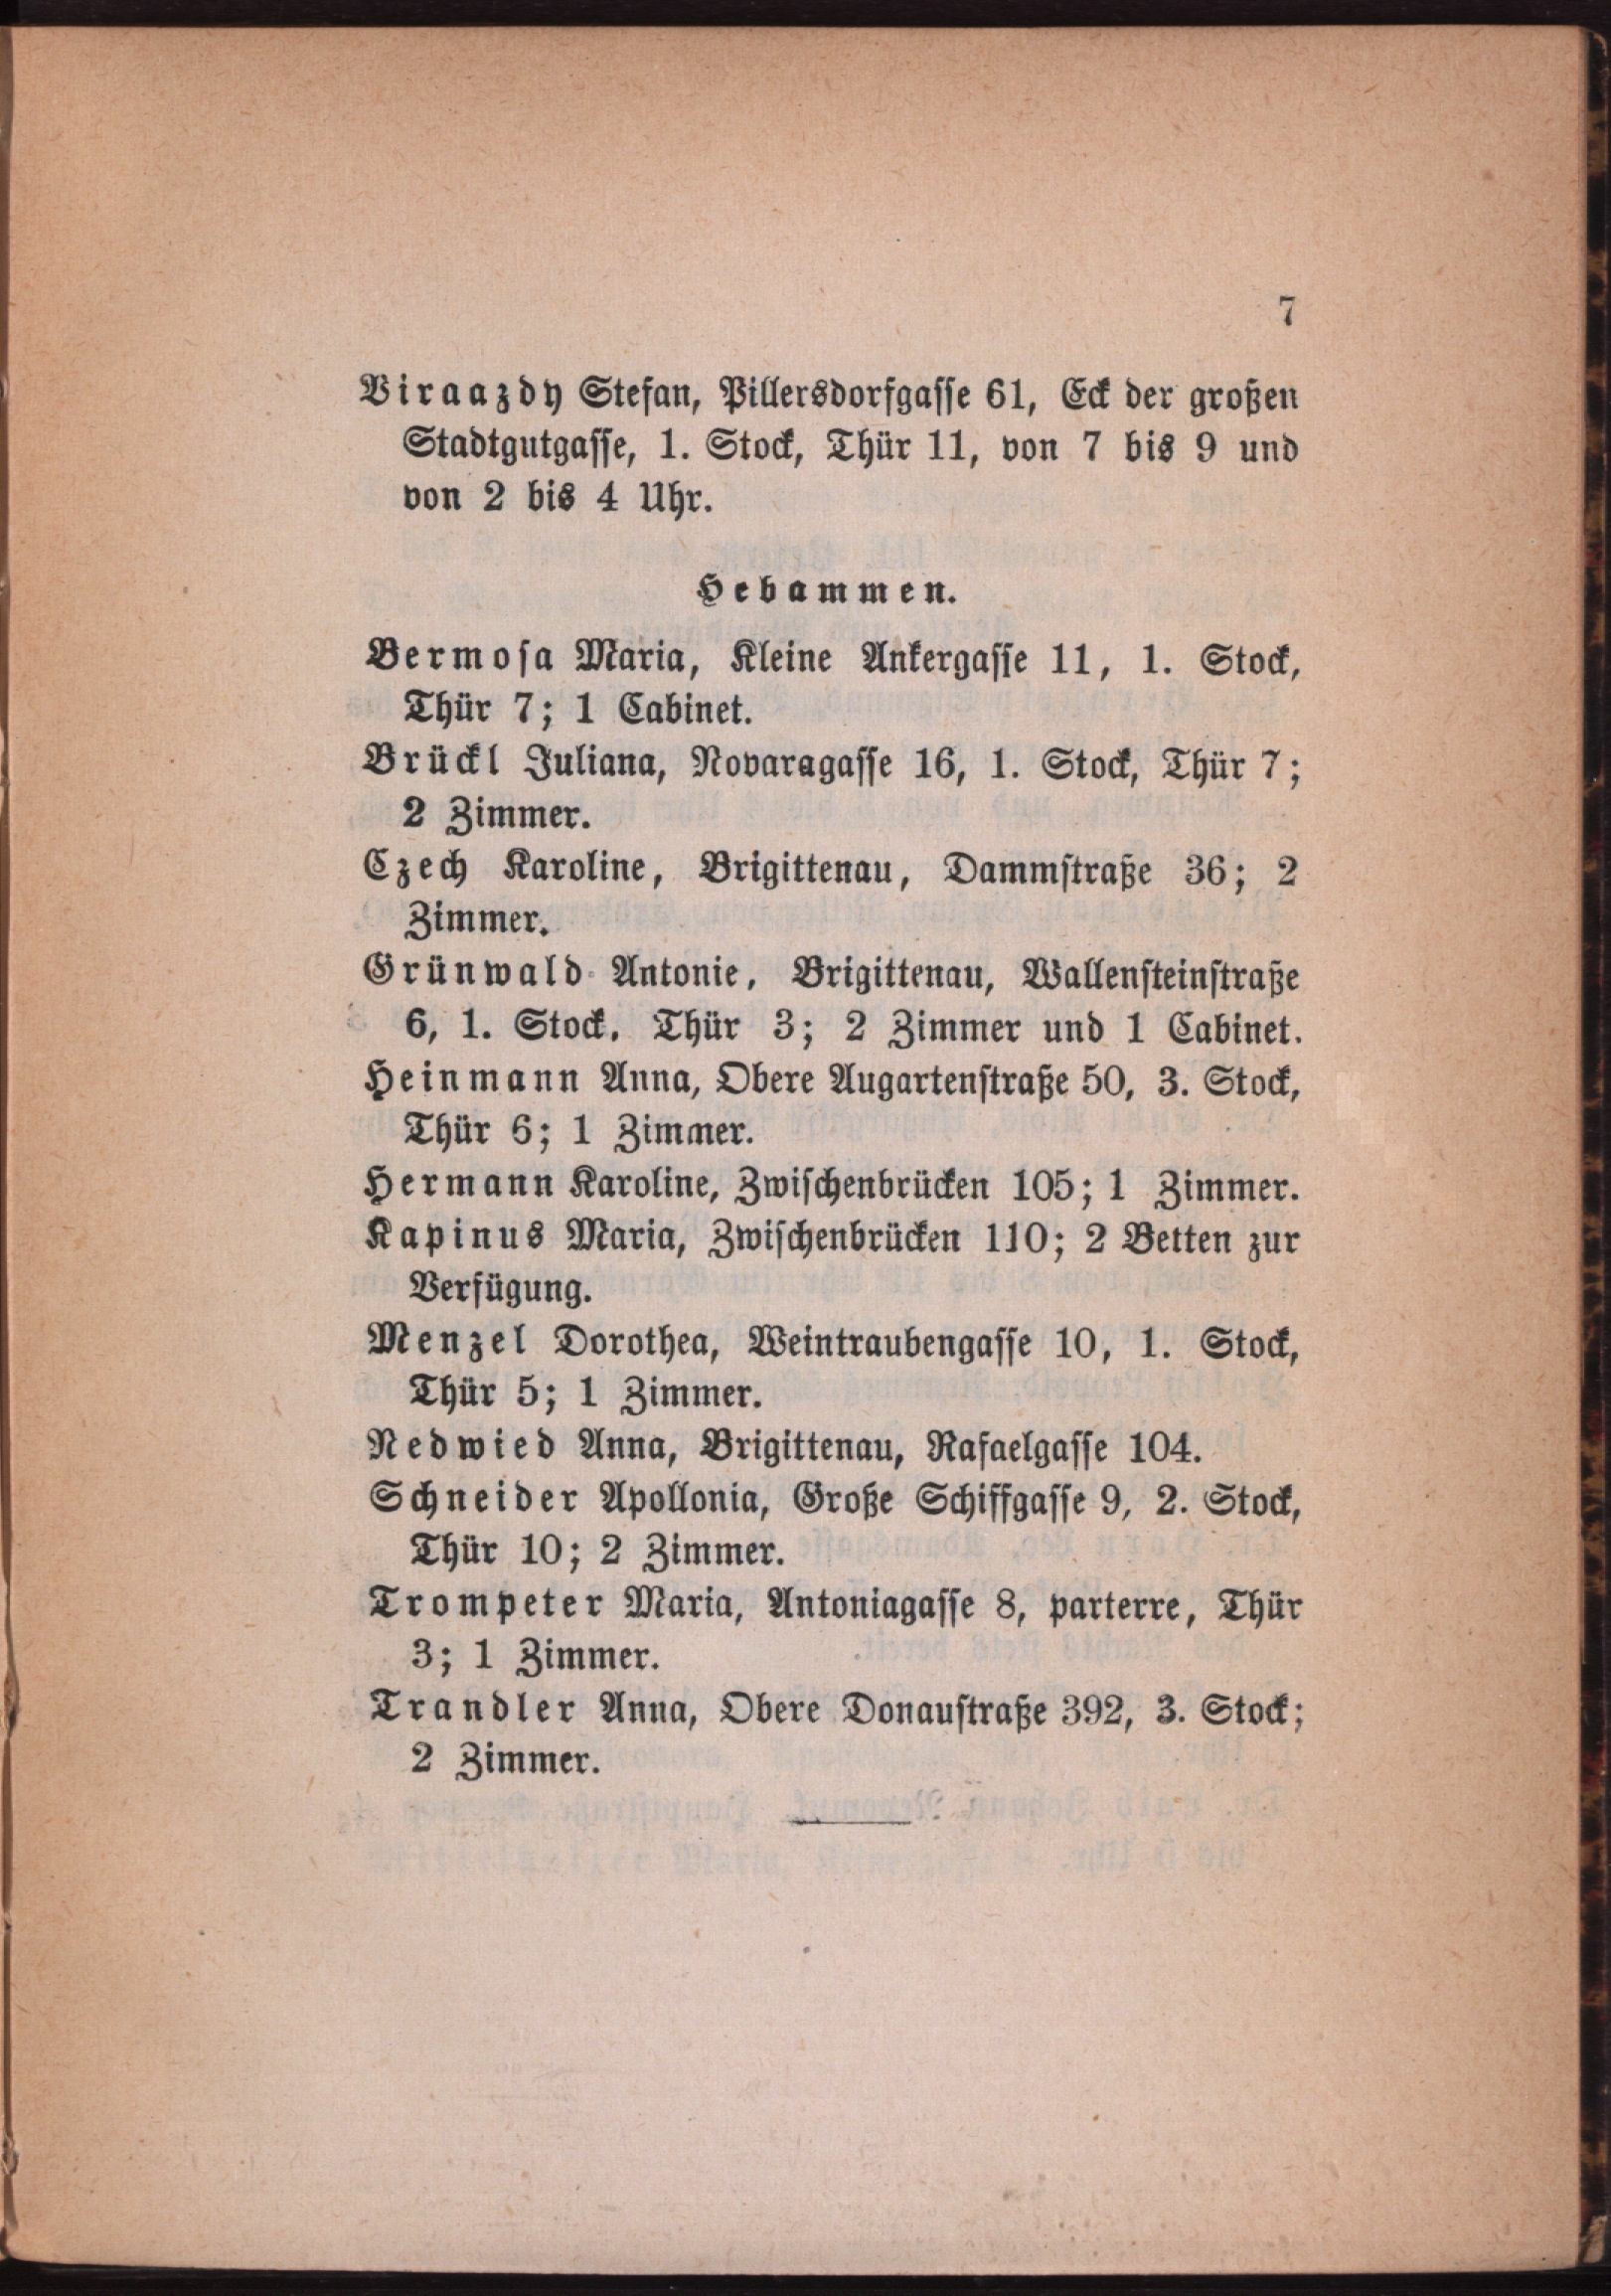 7
Viraazdy Stefan, Pillersdorfgasse 61, Eck der großen
Stadtgutgasse, 1. Stock, Thür 11, von 7 bis 9 und
von 2 bis 4 Uhr.
Hebammen.
Bermosa Maria, Kleine Ankergasse 11, 1. Stock,
Thür 7; 1 Cabinet.
Brückl Juliana, Novaragasse 16, 1. Stock, Thür 7;
2 Zimmer.
Czech Karoline, Brigittenau, Dammstraße 36; 2
Zimmer.
Grünwald Antonie, Brigittenau, Wallensteinstraße
6, 1. Stock, Thür 3; 2 Zimmer und 1 Cabinet.
Heinmann Anna, Obere Augartenstraße 50, 3. Stock,
Thür 6; 1 Zimmer.
Hermann Karoline, Zwischenbrücken 105; 1 Zimmer.
Kapinus Maria, Zwischenbrücken 110; 2 Betten zur
Verfügung.
Menzel Dorothea, Weintraubengasse 10, 1. Stock,
Thür 5; 1 Zimmer.
Nedwied Anna, Brigittenau, Rafaelgasse 104.
Schneider Apollonia, Große Schiffgasse 9, 2. Stock,
Thür 10; 2 Zimmer.
Trompeter Maria, Antoniagasse 8, parterre, Thür
3; 1 Zimmer.
Trandler Anna, Obere Donaustraße 392, 3. Stock;
2 Zimmer.